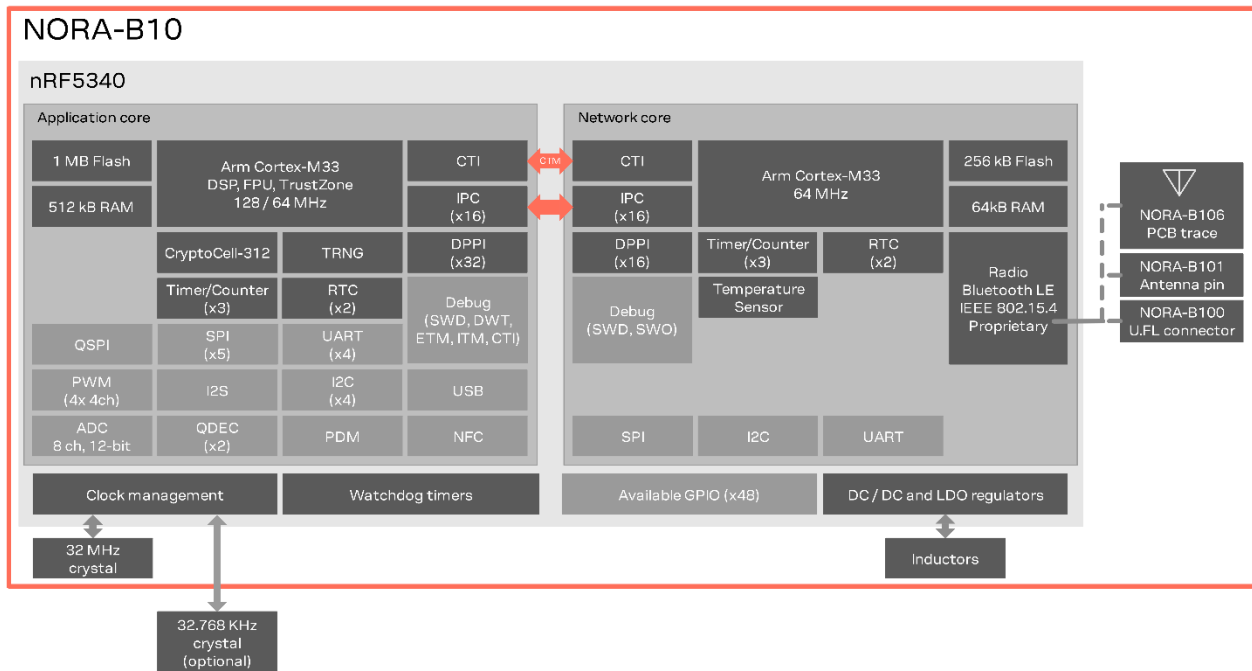 NORA-B10
nRF5340
Application core
1 MB Flash
512 kB RAM
Arm Cortex-M33
DSP, FPU, TrustZone
128 / 64 MHz
CTI
IPC
(x16)
CryptoCell-312
TRNG
DPPI
(x32)
Timer/Counter
(x3)
RTC
(x2)
Debug
(SWD, DWT,
ETM, ITM, CTI)
QSPI
SPI
(x5)
UART
(x4)
PWM
(4x 4ch)
I2S
I2C
(x4)
USB
ADC
8 ch, 12-bit
QDEC
(x2)
PDM
NFC
CTM
Network core
CTI
IPC
(x16)
Arm Cortex-M33
64 MHz
256 kB Flash
64kB RAM
DPPI
(x16)
Timer/Counter
(x3)
RTC
(x2)
Debug
(SWD, SWO)
Temperature
Sensor
Radio
Bluetooth LE
IEEE 802.15.4
Proprietary
SPI
I2C
UART
NORA-B106
PCB trace
NORA-B101
Antenna pin
NORA-B100
U.FL connector
Clock management
Watchdog timers
Available GPIO (x48)
DC / DC and LDO regulators
32 MHz
crystal
Inductors
32.768 KHz
crystal
(optional)